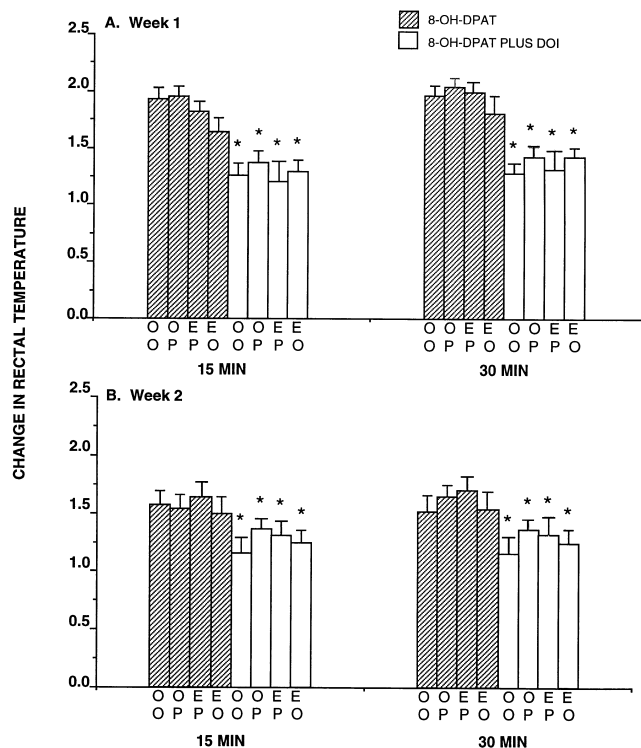 A. Week 1
8-OH-DPAT
8-OH-DPAT PLUS DOI
2.5
2.0
1.5
1.0
0.5
0.0
* * * * * * * *
O O E E O O E E O O E E O O E E
O P P O O P P O O P P O O P P O
15 MIN 30 MIN
CHANGE IN RECTAL TEMPERATURE
B. Week 2
2.5
2.0
1.5
1.0
0.5
0.0
* * * * * * * *
O O E E O O E E O O E E O O E E
O P P O O P P O O P P O O P P O
15 MIN 30 MIN